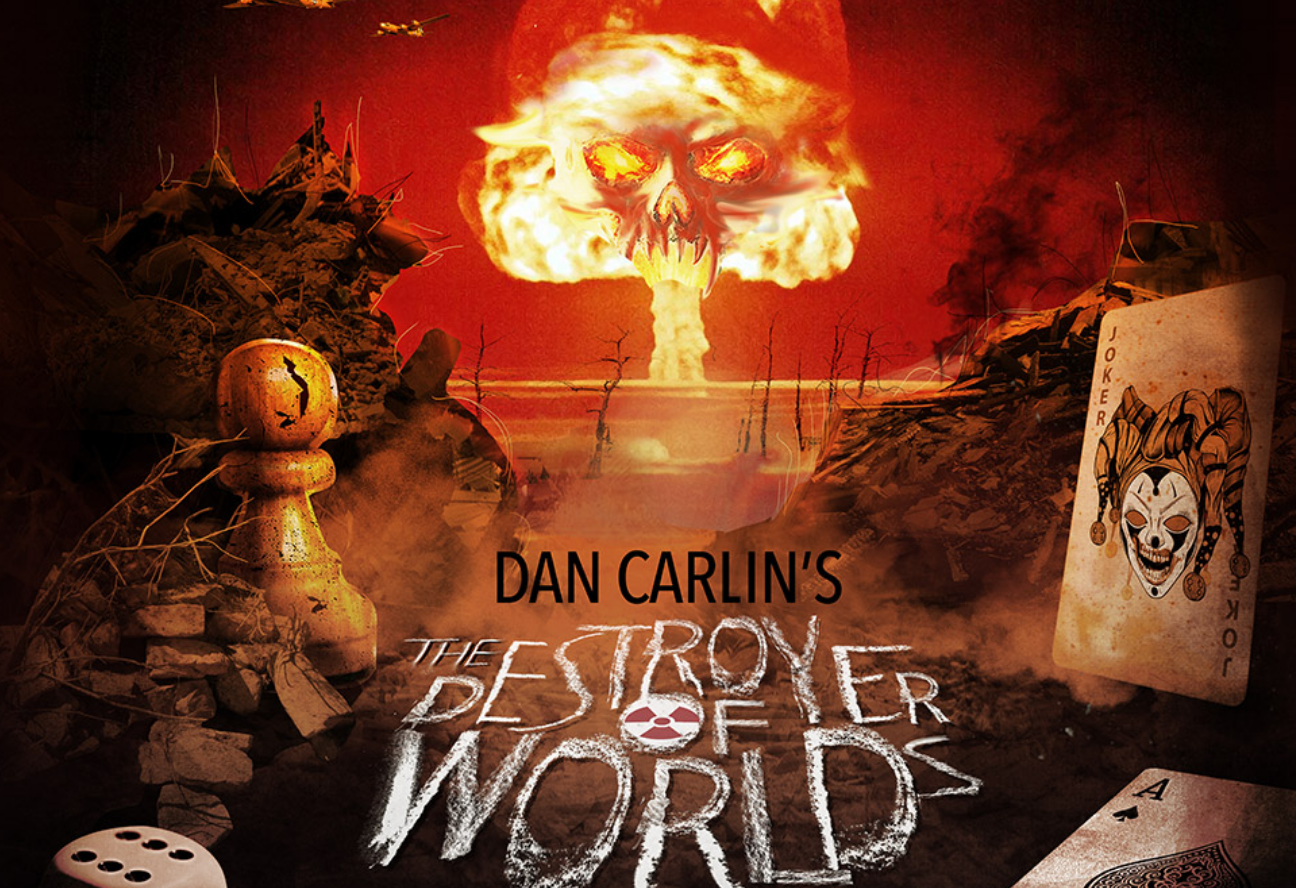 DAN CARLIN'S
THE
DESTROYER
OF
WORLDS
JOKER
JOKER
A